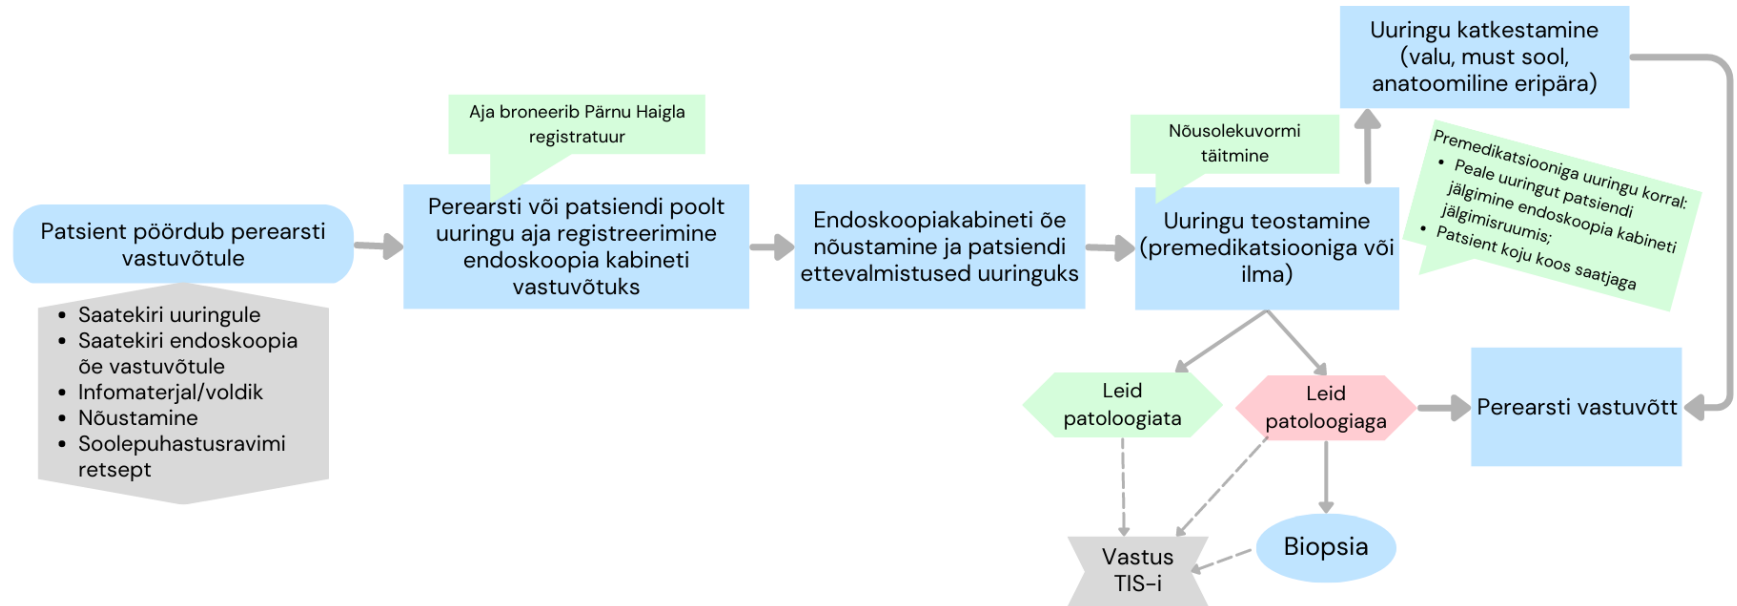 Patsient pöördub perearsti
vastuvõtule
• Saatekiri uuringule
• Saatekiri endoskoopia
õe vastuvõtule
• Infomaterjal/voldik
• Nõustamine
• Soolepuhastusravimi
retsept
Aja broneerib Pärnu Haigla
registratuur
Perearsti või patsiendi poolt
uuringu aja registreerimine
endoskoopia kabineti
vastuvõtuks
Endoskoopiakabineti õe
nõustamine ja patsiendi
ettevalmistused uuringuks
Nõusolekuvormi
täitmine
Uuringu teostamine
(premedikatsiooniga või
ilma)
Uuringu katkestamine
(valu, must sool,
anatoomiline eripära)
Premedikatsiooniga uuringu korral:
• Peale uuringut patsiendi
jälgimine endoskoopia kabineti
jälgimisruumis;
• Patsient koju koos saatjaga
Leid
patoloogiata
Leid
patoloogiaga
Perearsti vastuvõtt
Vastus
TIS-i
Biopsia